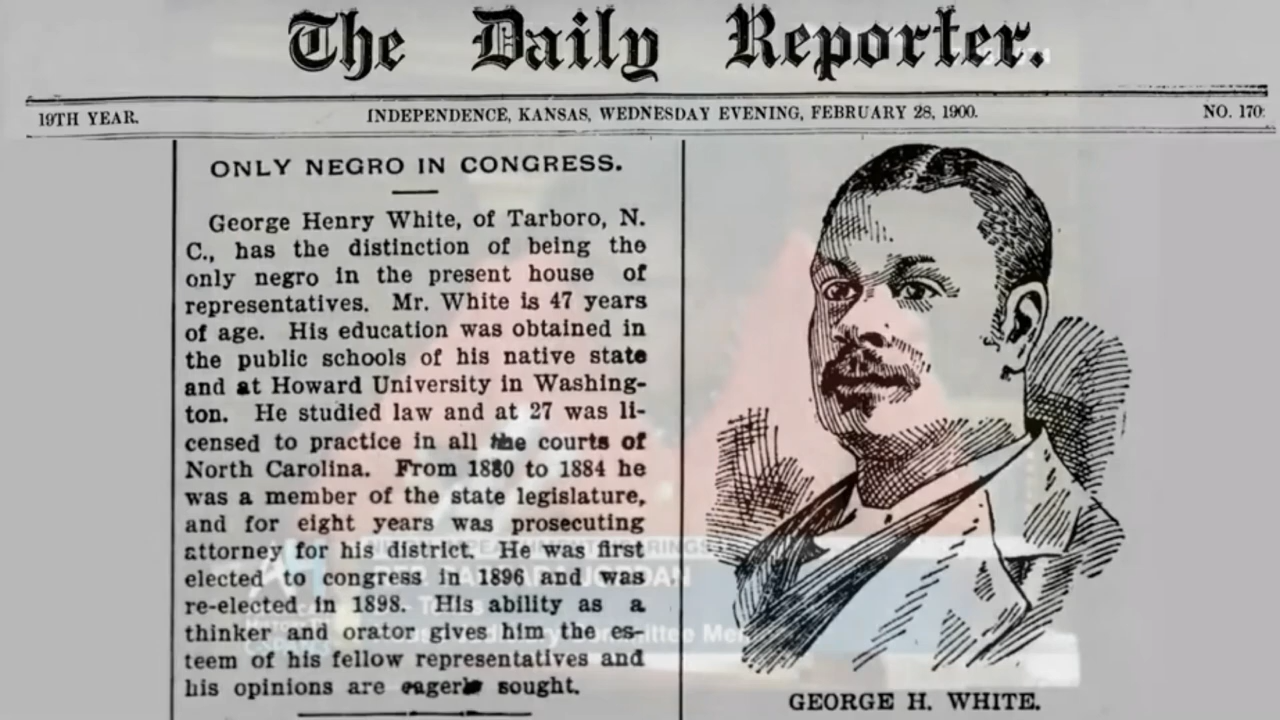 The Daily Reporter.
19TH YEAR.
INDEPENDENCE, KANSAS, WEDNESDAY EVENING, FEBRUARY 28, 1900.
NO. 170
ONLY NEGRO IN CONGRESS.
George Henry White, of Tarboro, N.
C., has the distinction of being the
only negro in the present house of
representatives. Mr. White is 47 years
of age. His education was obtained in
the public schools of his native state
and at Howard University in Washing-
ton. He studied law and at 27 was li-
censed to practice in all the courts of
North Carolina. From 1880 to 1884 he
was a member of the state legislature,
and for eight years was prosecuting
attorney for his district. He was first
elected to congress in 1896 and was
re-elected in 1898. His ability as a
thinker and orator gives him the es-
teem of his fellow representatives and
his opinions are eagerly sought.
GEORGE H. WHITE.
IMPEACHMENT HEARINGS
REP. BARBARA JORDAN